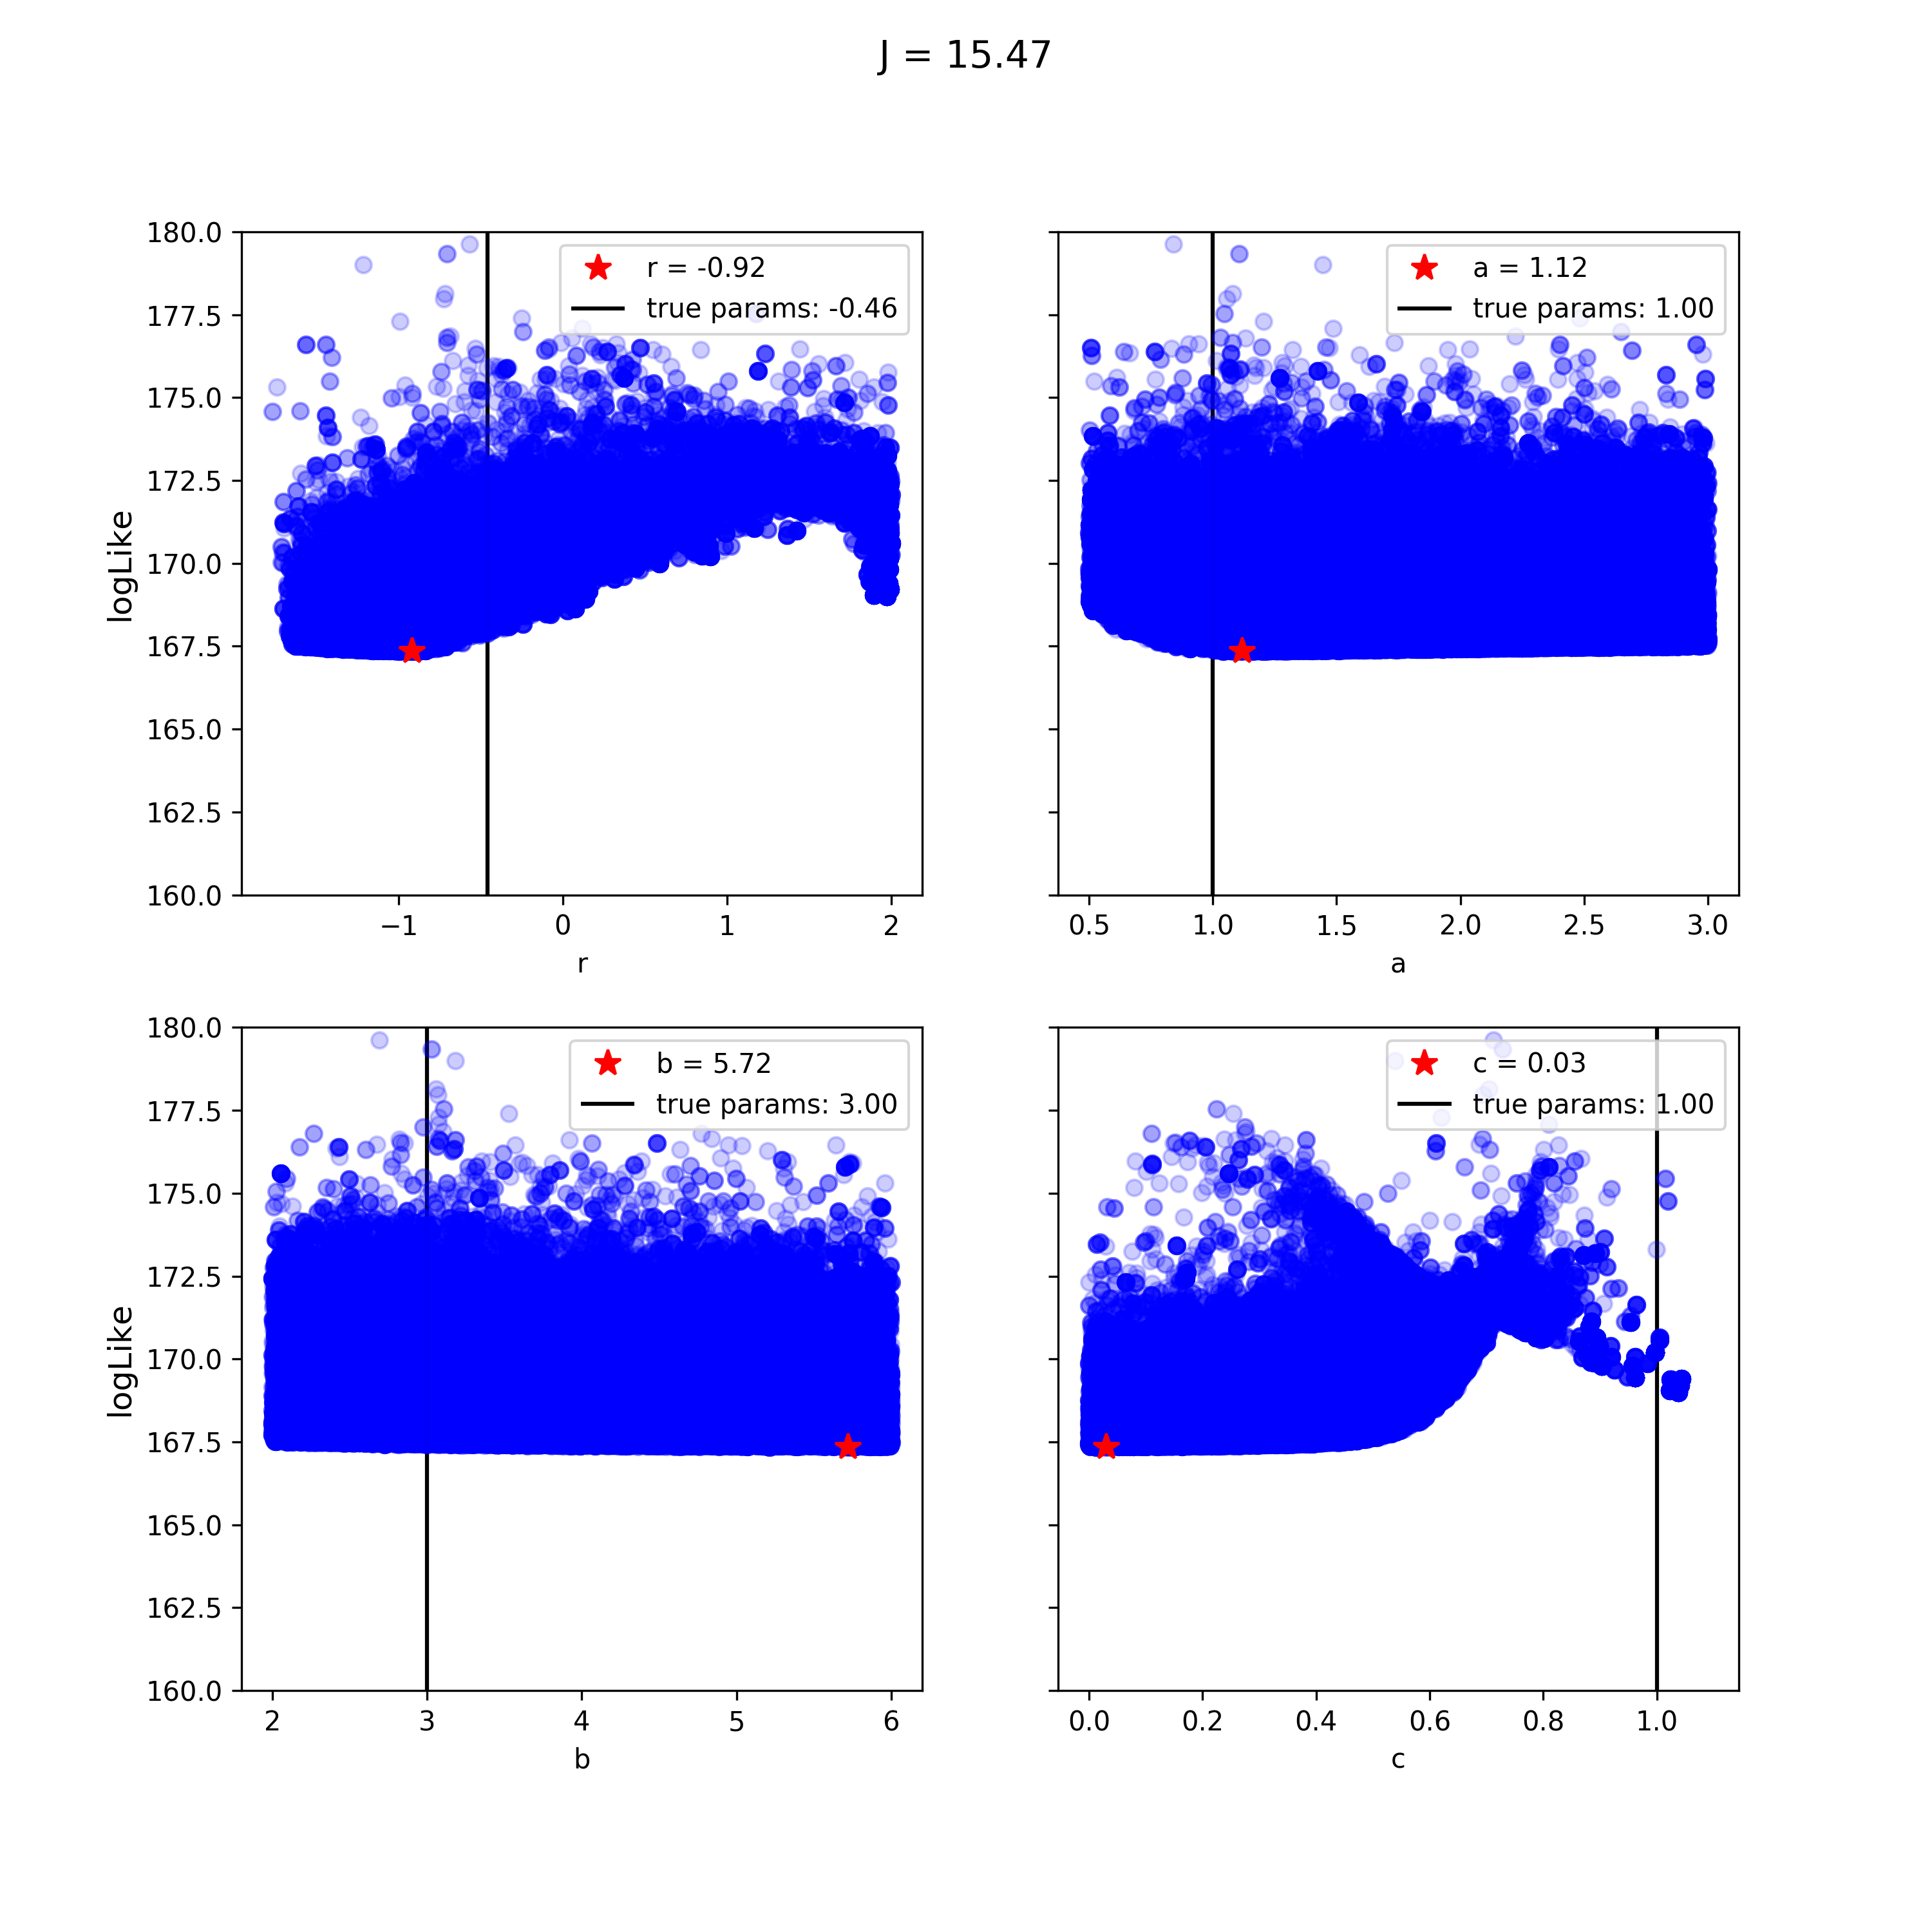 J = 15.47
180.0
177.5
175.0
172.5
170.0
167.5
165.0
162.5
160.0
logLike
r = -0.92
true params: -0.46
−1 0 1 2
r
a = 1.12
true params: 1.00
0.5 1.0 1.5 2.0 2.5 3.0
a
180.0
177.5
175.0
172.5
170.0
167.5
165.0
162.5
160.0
logLike
b = 5.72
true params: 3.00
2 3 4 5 6
b
c = 0.03
true params: 1.00
0.0 0.2 0.4 0.6 0.8 1.0
c